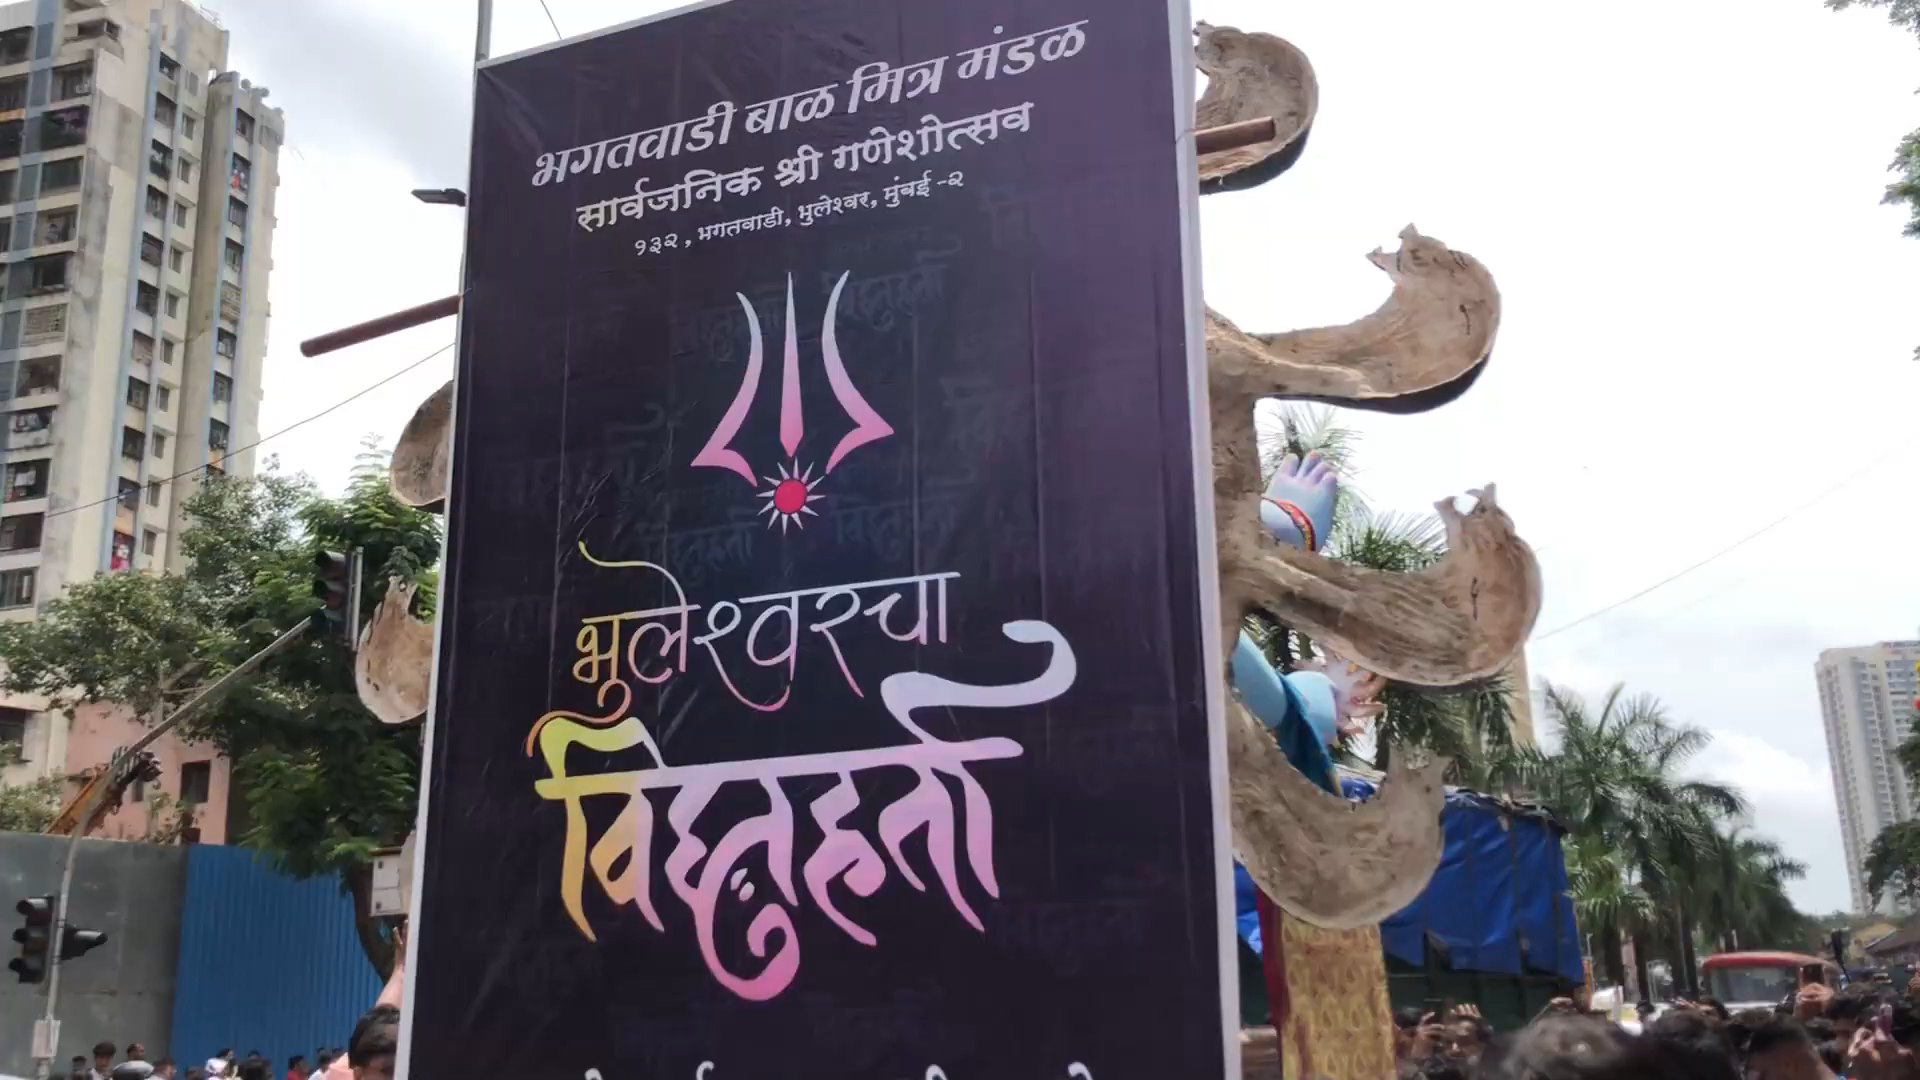 भगतवाडी बाळ मित्र मंडळ
सार्वजनिक श्री गणेशोत्सव
१३२, भगतवाडी, भुलेश्वर, मुंबई -२
भुलेश्वरचा
विघ्नहर्ता